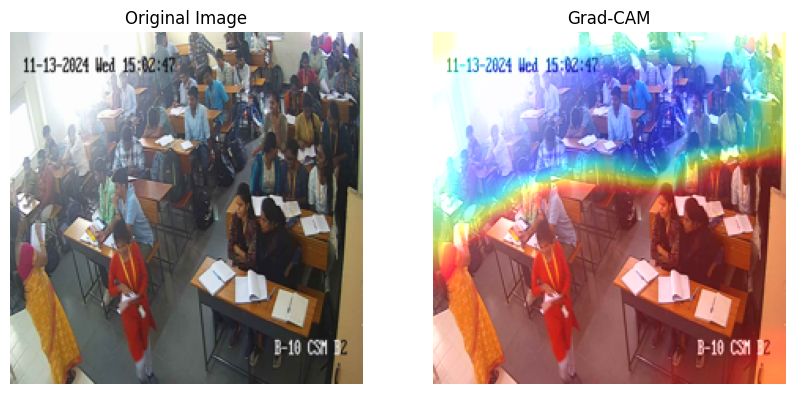 Original Image
Grad-CAM
11-13-2024 Wed 15:02:47
11-13-2024 Wed 15:02:47
B-10 CSM B2
B-10 CSM B2